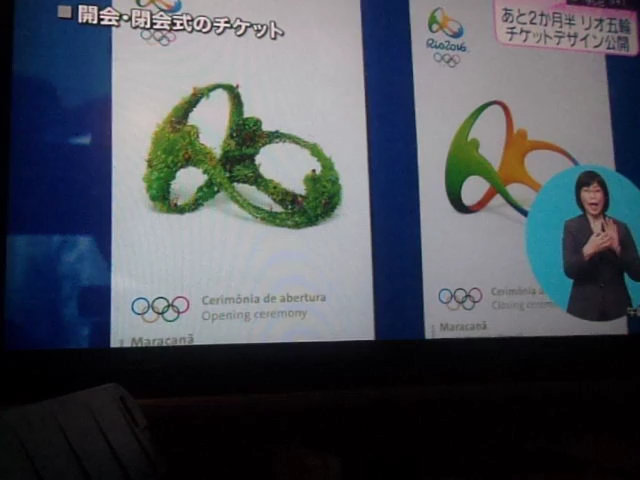 ■開会・閉会式のチケット
あと2か月半 リオ五輪
チケットデザイン公開
Rio2016
Cerimônia de abertura
Opening ceremony
Maracanã
Cerimônia
Closing
Maracanã